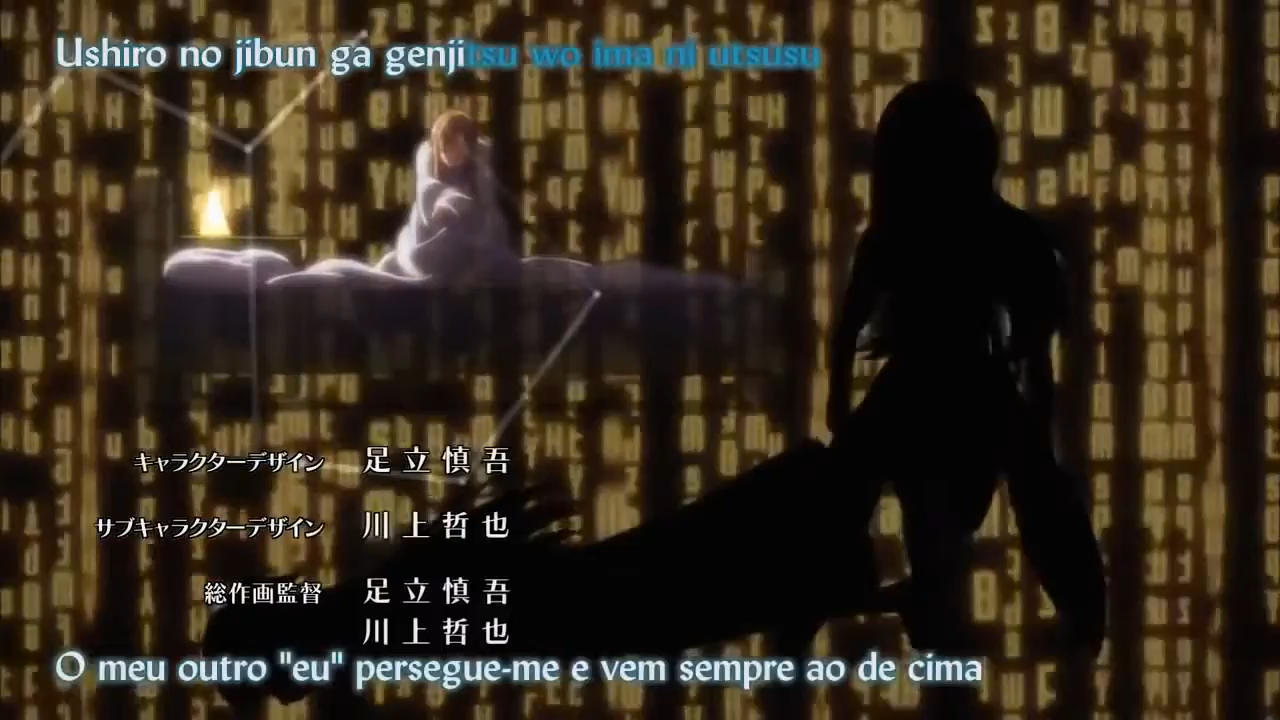 Ushiro no jibun ga genjitsu wo ima ni utsusu
キャラクターデザイン 足立慎吾
サブキャラクターデザイン 川上哲也
総作画監督 足立慎吾
川上哲也
O meu outro "eu" persegue-me e vem sempre ao de cima